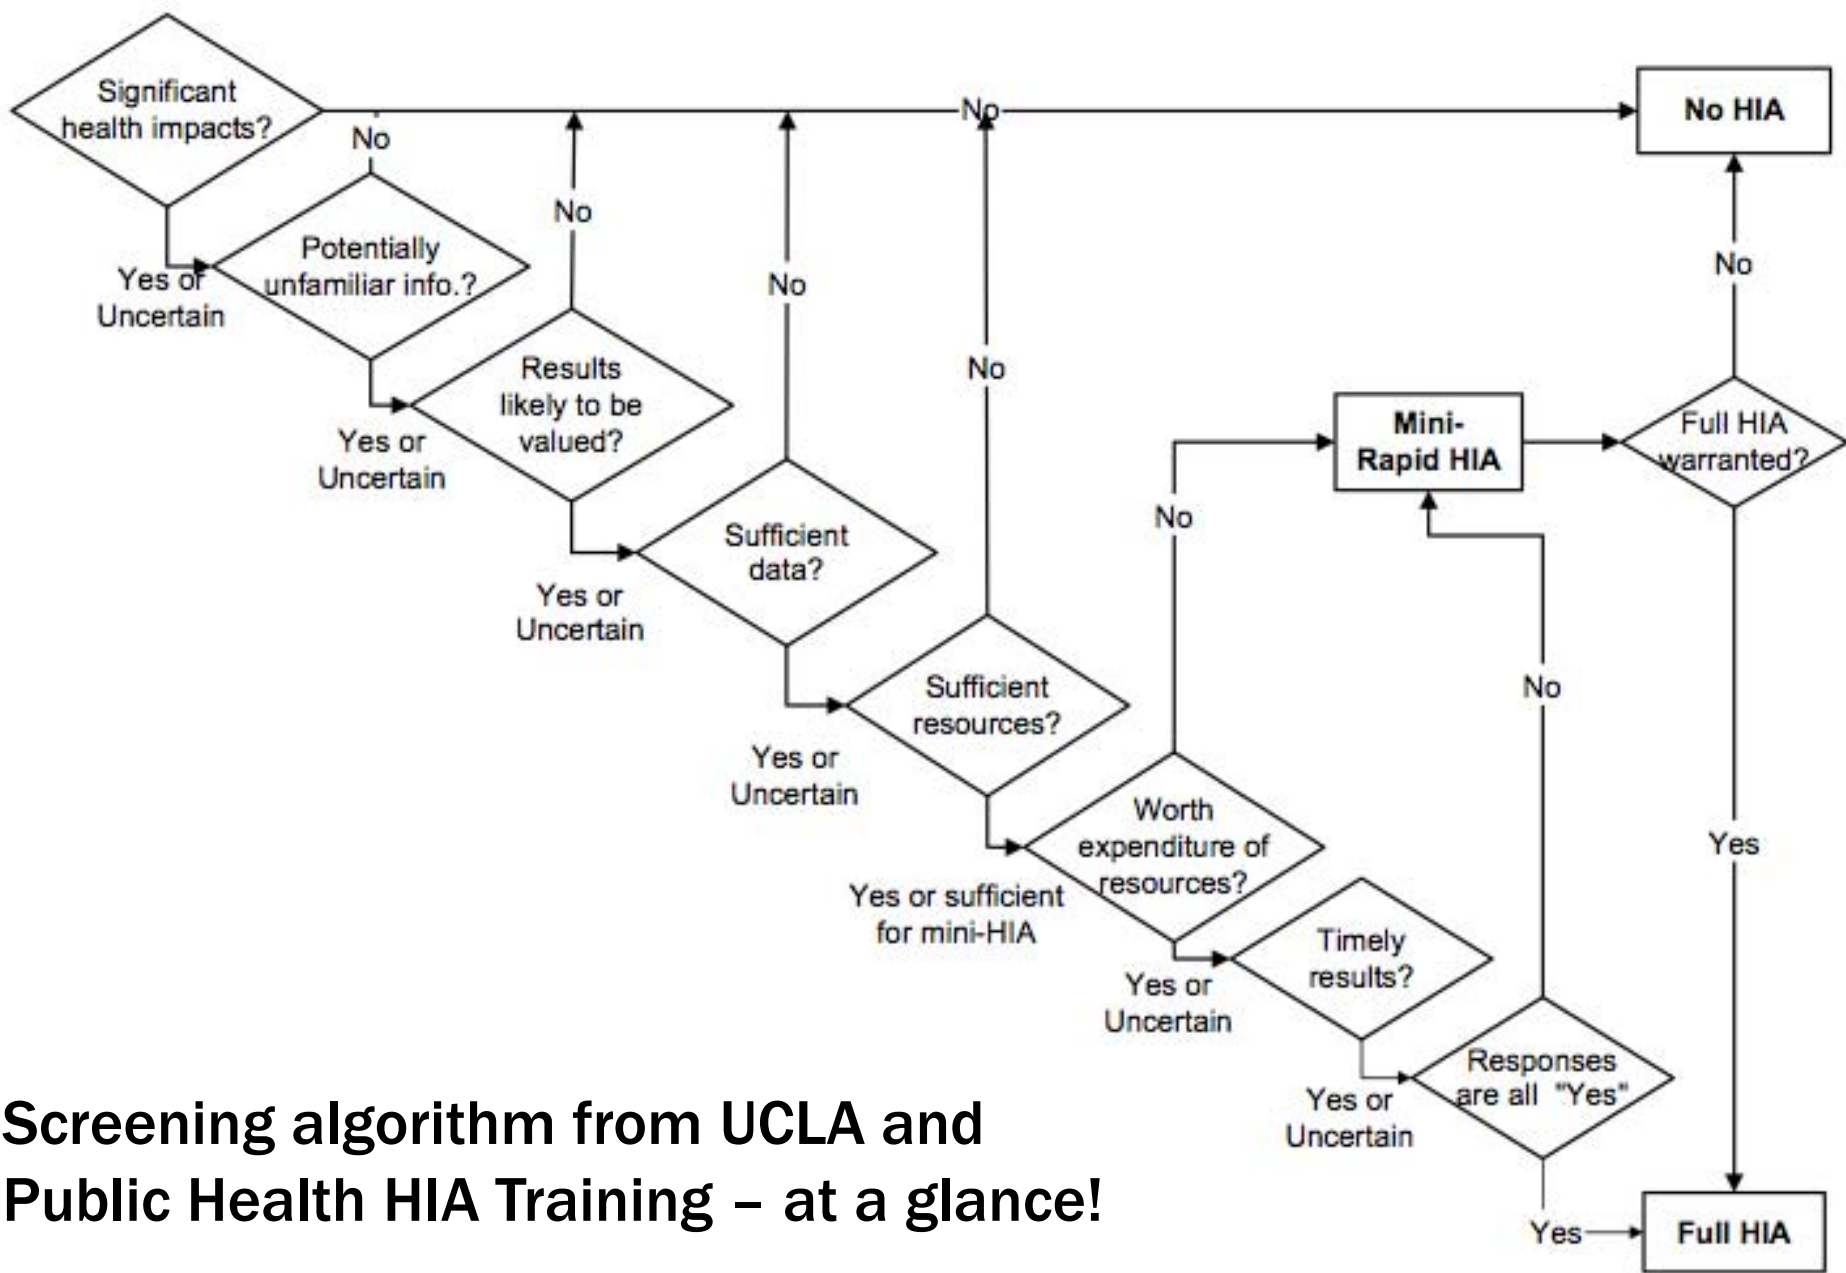 Significant
health impacts?
No
No HIA
No
Yes or
Uncertain
Potentially
unfamiliar info.?
No
No
Yes or
Uncertain
Results
likely to be
valued?
No
No
Yes or
Uncertain
Sufficient
data?
Mini-
Rapid HIA
Full HIA
warranted?
No
Yes or
Uncertain
Sufficient
resources?
No
Yes or sufficient
for mini-HIA
Worth
expenditure of
resources?
Yes
Yes or
Uncertain
Timely
results?
Yes or
Uncertain
Responses
are all "Yes"
Yes
Full HIA
Screening algorithm from UCLA and
Public Health HIA Training – at a glance!